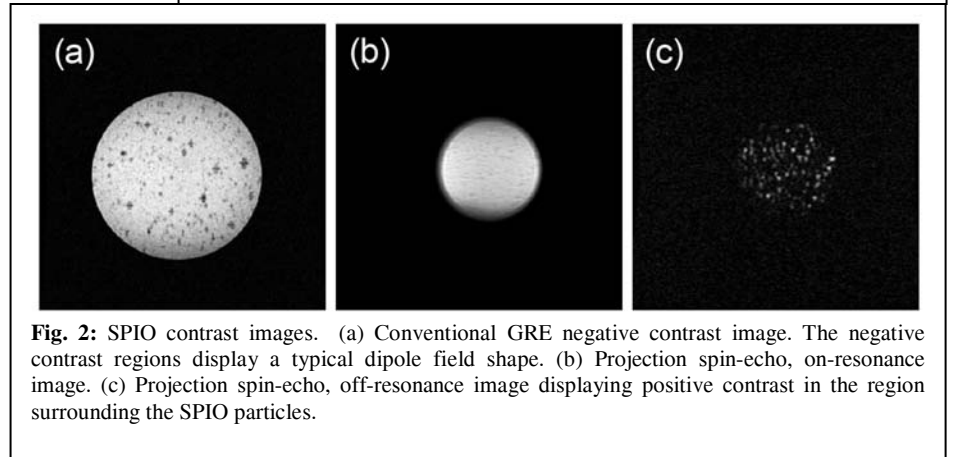 (a) (b) (c)
Fig. 2: SPIO contrast images. (a) Conventional GRE negative contrast image. The negative
contrast regions display a typical dipole field shape. (b) Projection spin-echo, on-resonance
image. (c) Projection spin-echo, off-resonance image displaying positive contrast in the region
surrounding the SPIO particles.